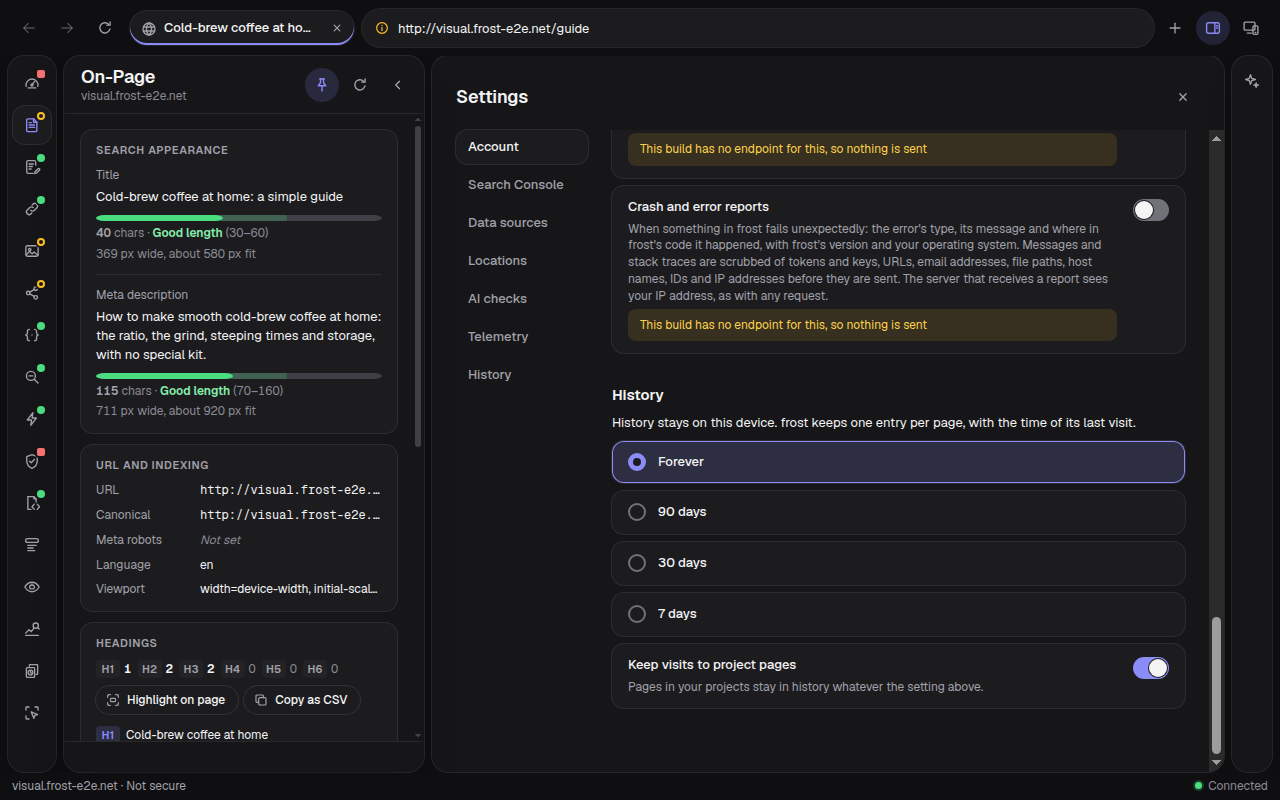 Cold-brew coffee at ho...
http://visual.frost-e2e.net/guide
On-Page
visual.frost-e2e.net
SEARCH APPEARANCE
Title
Cold-brew coffee at home: a simple guide
40 chars · Good length (30–60)
369 px wide, about 580 px fit
Meta description
How to make smooth cold-brew coffee at home:
the ratio, the grind, steeping times and storage,
with no special kit.
115 chars · Good length (70–160)
711 px wide, about 920 px fit
URL AND INDEXING
URL http://visual.frost-e2e.…
Canonical http://visual.frost-e2e.…
Meta robots Not set
Language en
Viewport width=device-width, initial-scal…
HEADINGS
H1 1 H2 2 H3 2 H4 0 H5 0 H6 0
Highlight on page Copy as CSV
H1 Cold-brew coffee at home
Settings
Account
Search Console
Data sources
Locations
AI checks
Telemetry
History
This build has no endpoint for this, so nothing is sent
Crash and error reports
When something in frost fails unexpectedly: the error's type, its message and where in
frost's code it happened, with frost's version and your operating system. Messages and
stack traces are scrubbed of tokens and keys, URLs, email addresses, file paths, host
names, IDs and IP addresses before they are sent. The server that receives a report sees
your IP address, as with any request.
This build has no endpoint for this, so nothing is sent
History
History stays on this device. frost keeps one entry per page, with the time of its last visit.
Forever
90 days
30 days
7 days
Keep visits to project pages
Pages in your projects stay in history whatever the setting above.
visual.frost-e2e.net · Not secure
Connected